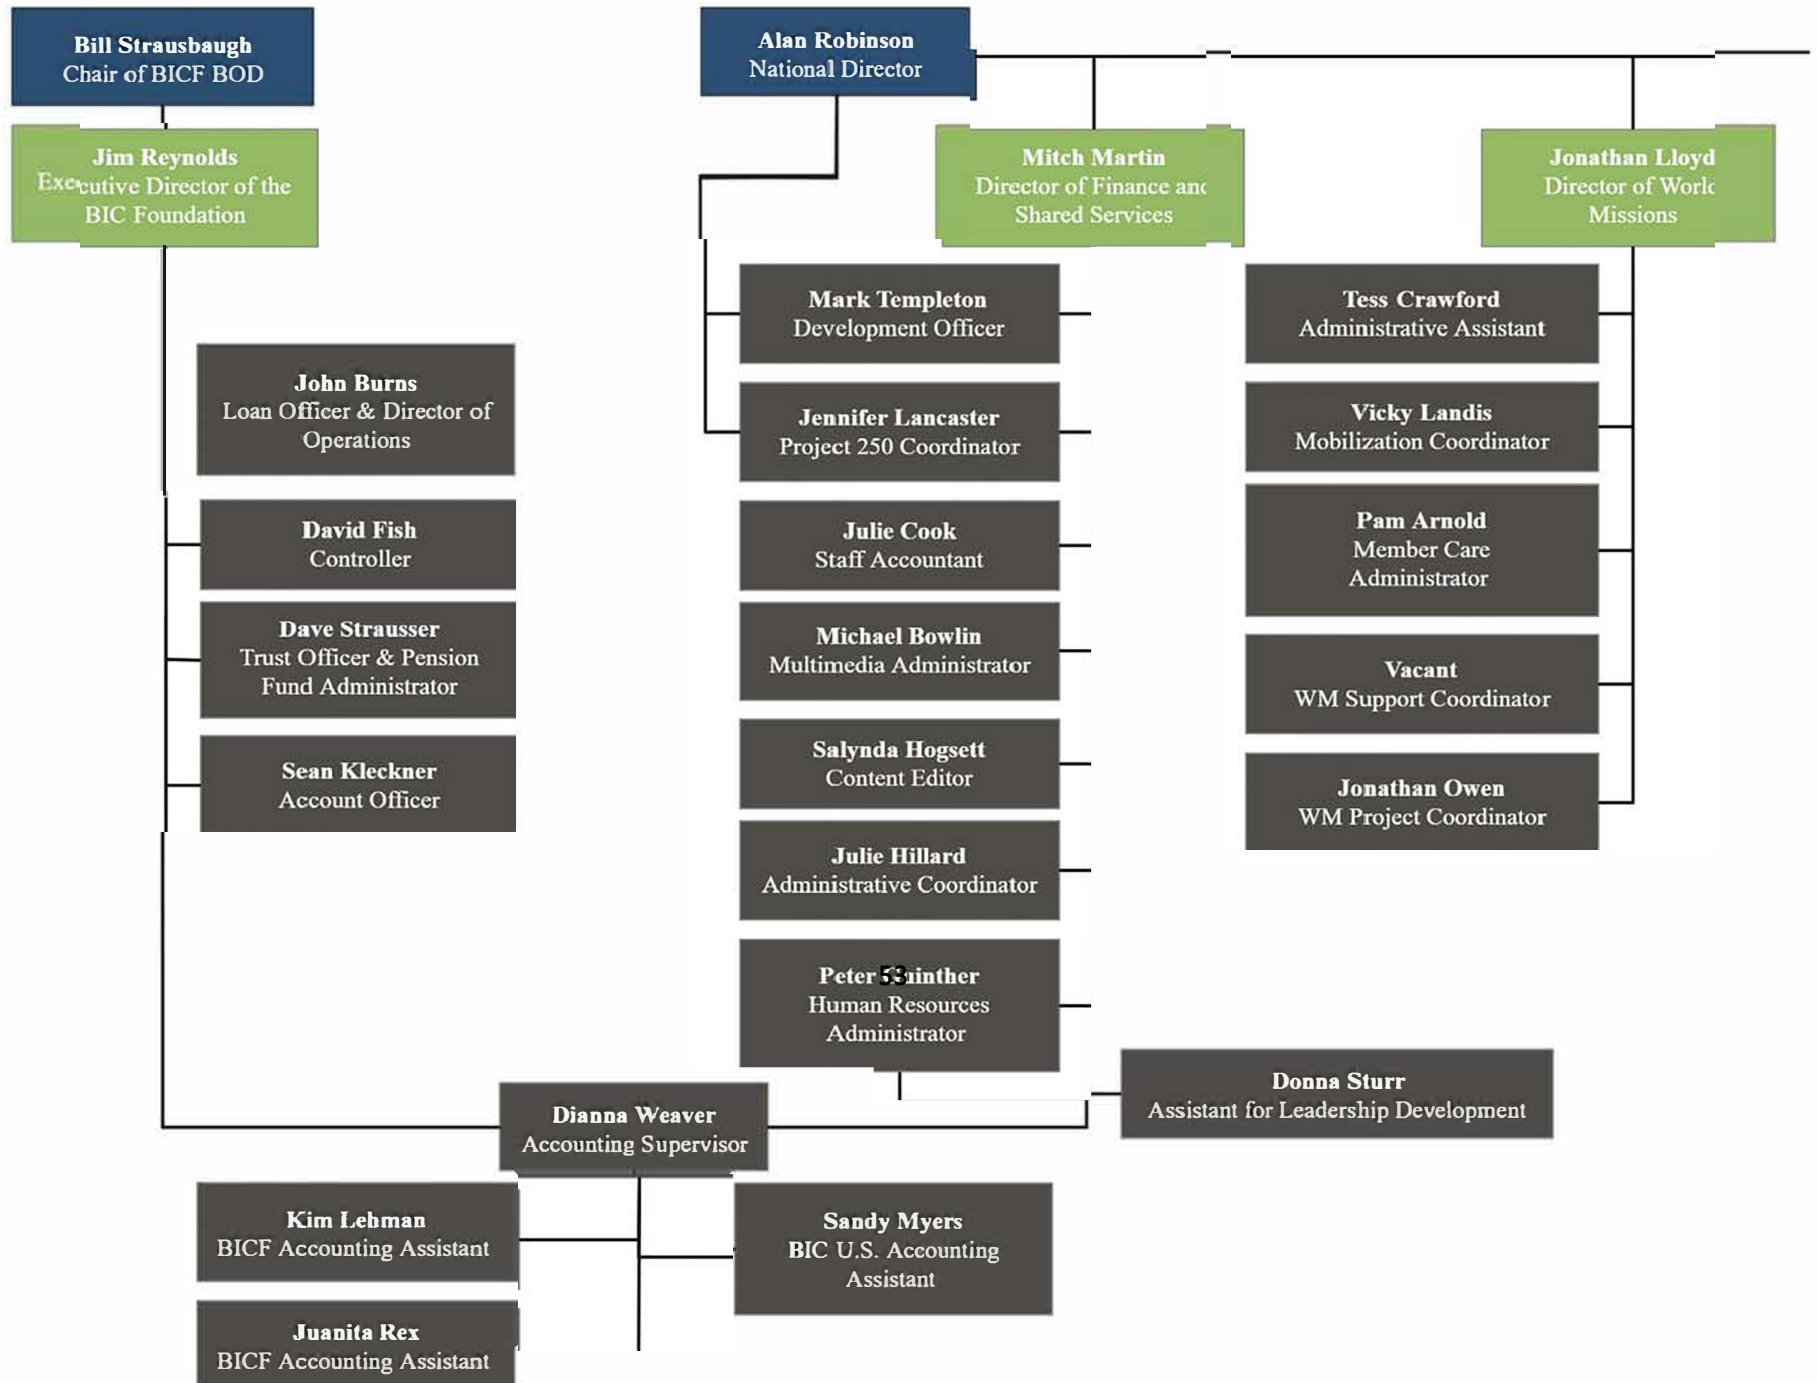 Bill Strausbaugh
Chair of BICF BOD
Alan Robinson
National Director
Jim Reynolds
Executive Director of the
BIC Foundation
Mitch Martin
Director of Finance and
Shared Services
Jonathan Lloyd
Director of World
Missions
John Burns
Loan Officer & Director of
Operations
David Fish
Controller
Dave Strausser
Trust Officer & Pension
Fund Administrator
Sean Kleckner
Account Officer
Mark Templeton
Development Officer
Jennifer Lancaster
Project 250 Coordinator
Julie Cook
Staff Accountant
Michael Bowlin
Multimedia Administrator
Salynda Hogsett
Content Editor
Julie Hillard
Administrative Coordinator
Peter
53
Human Resources
Administrator
Tess Crawford
Administrative Assistant
Vicky Landis
Mobilization Coordinator
Pam Arnold
Member Care
Administrator
Vacant
WM Support Coordinator
Jonathan Owen
WM Project Coordinator
Donna Sturr
Assistant for Leadership Development
Dianna Weaver
Accounting Supervisor
Kim Lehman
BICF Accounting Assistant
Sandy Myers
BIC U.S. Accounting
Assistant
Juanita Rex
BICF Accounting Assistant